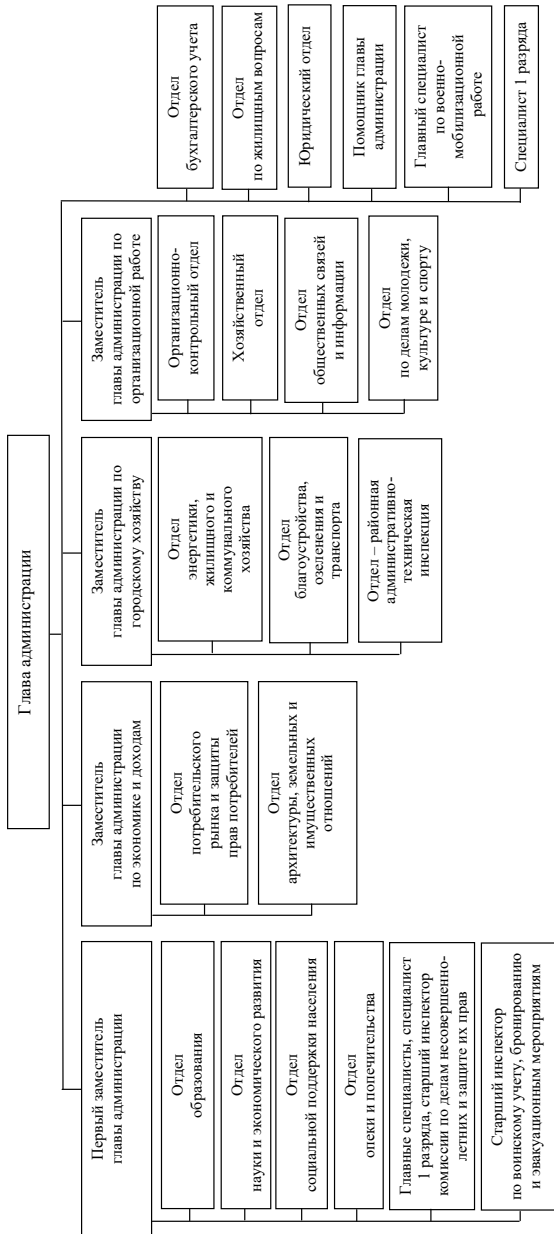 Глава администрации
Первый заместитель
главы администрации
Отдел
образования
Отдел
науки и экономического развития
Отдел
социальной поддержки населения
Отдел
опеки и попечительства
Главные специалисты, специалист
1 разряда, старший инспектор
комиссии по делам несовершенно-
летних и защите их прав
Старший инспектор
по воинскому учету, бронированию
и эвакуационным мероприятиям
Заместитель
главы администрации
по экономике и доходам
Отдел
потребительского
рынка и защиты
прав потребителей
Отдел
архитектуры, земельных и
имущественных
отношений
Заместитель
главы администрации по
городскому хозяйству
Отдел
энергетики,
жилищного и
коммунального
хозяйства
Отдел
благоустройства,
озеленения и
транспорта
Отдел – районная
административно-
техническая
инспекция
Заместитель
главы администрации по
организационной работе
Организационно-
контрольный отдел
Хозяйственный
отдел
Отдел
общественных связей
и информации
Отдел
по делам молодежи,
культуре и спорту
Отдел
бухгалтерского учета
Отдел
по жилищным вопросам
Юридический отдел
Помощник главы
администрации
Главный специалист
по военно-
мобилизационной
работе
Специалист 1 разряда